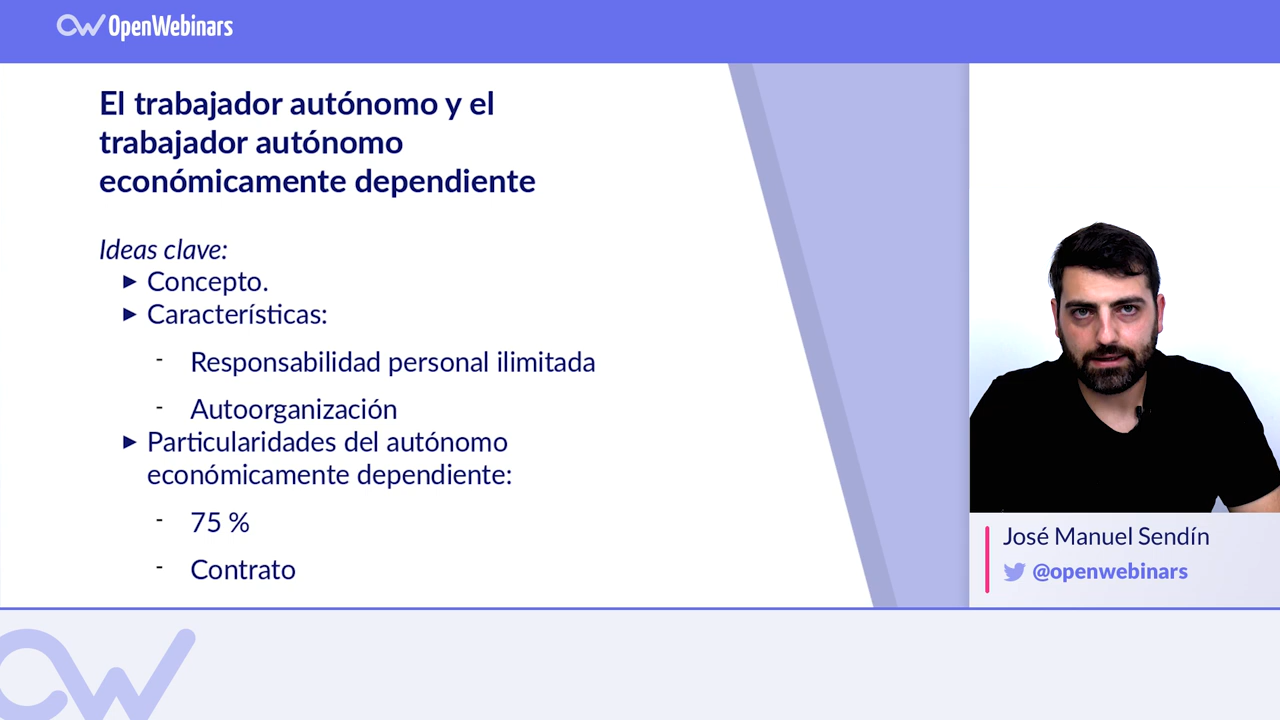 OpenWebinars
El trabajador autónomo y el
trabajador autónomo
económicamente dependiente
Ideas clave:
► Concepto.
► Características:
- Responsabilidad personal ilimitada
- Autoorganización
► Particularidades del autónomo
económicamente dependiente:
- 75 %
- Contrato
José Manuel Sendín
@openwebinars